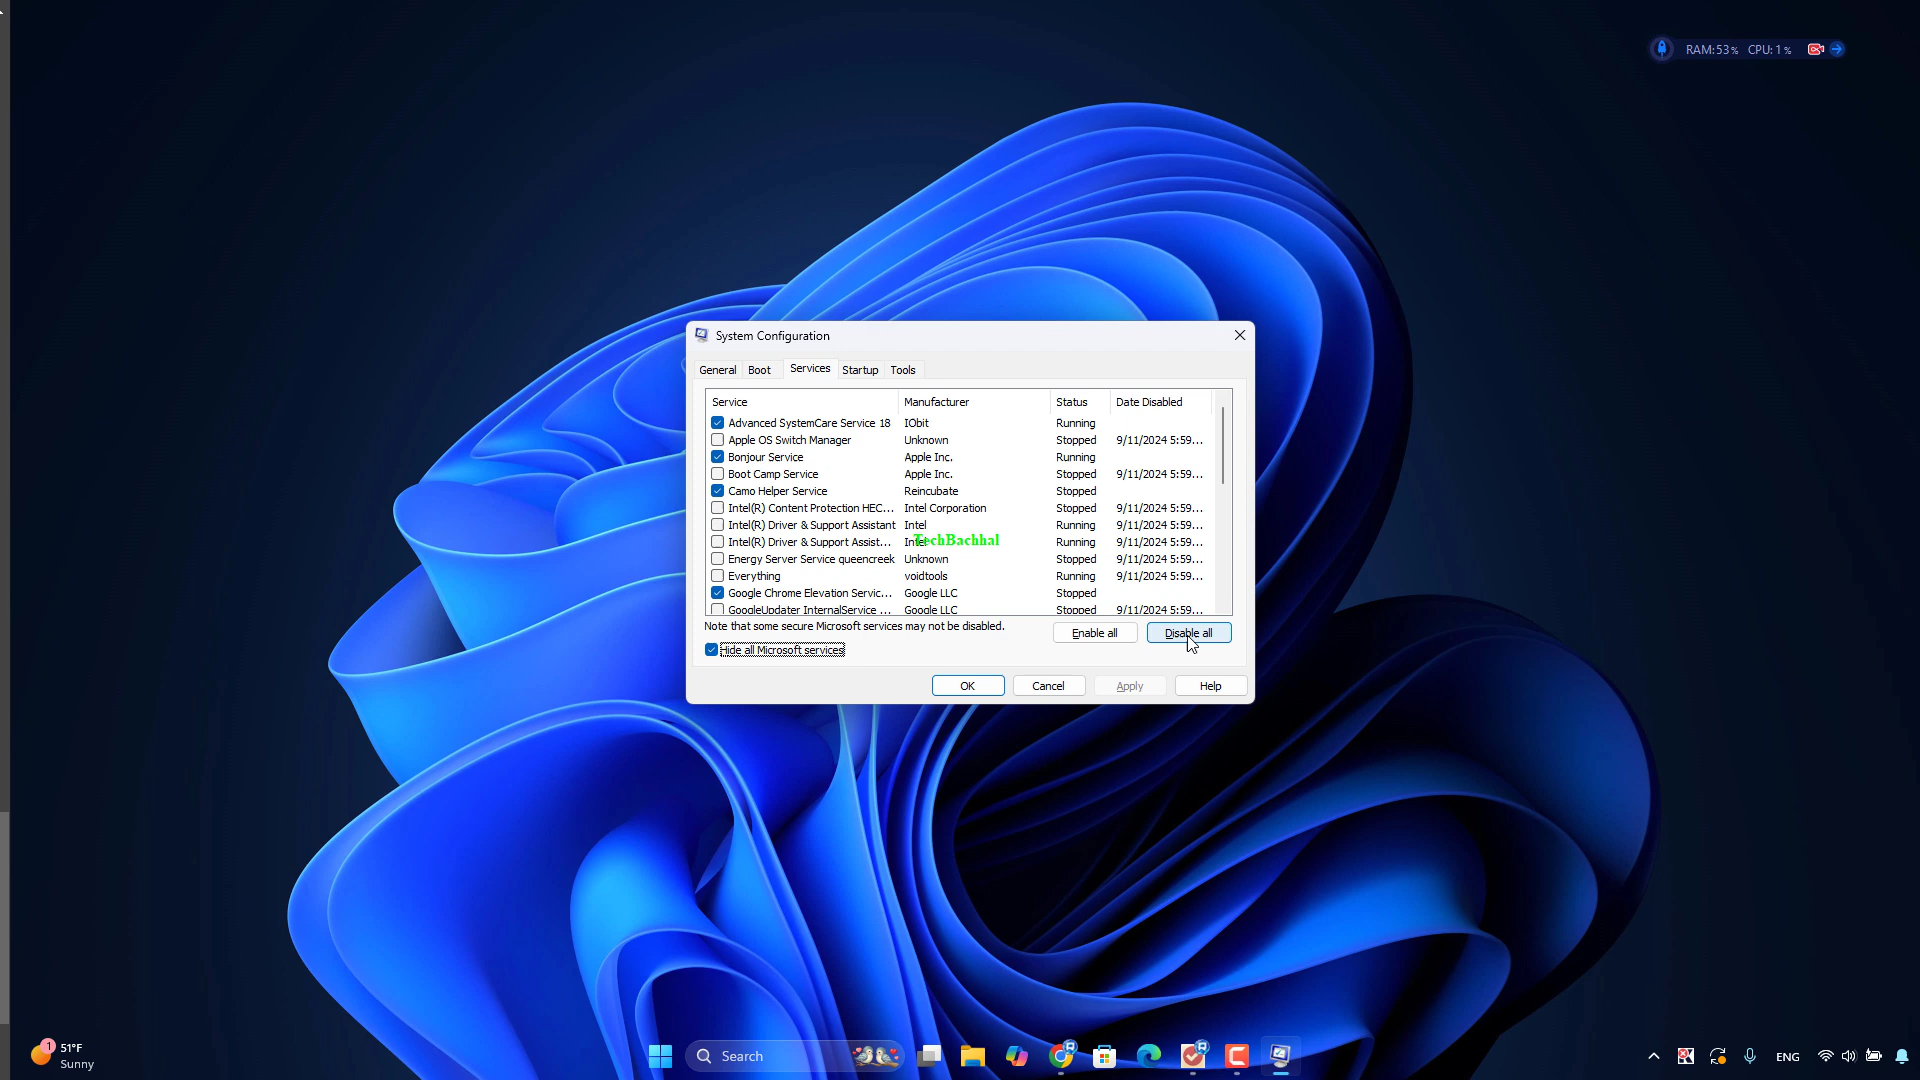 RAM:53% CPU: 1%
System Configuration
General Boot Services Startup Tools
Service Manufacturer Status Date Disabled
Advanced SystemCare Service 18 IObit Running
Apple OS Switch Manager Unknown Stopped 9/11/2024 5:59...
Bonjour Service Apple Inc. Running
Boot Camp Service Apple Inc. Stopped 9/11/2024 5:59...
Camo Helper Service Reincubate Stopped
Intel(R) Content Protection HEC... Intel Corporation Stopped 9/11/2024 5:59...
Intel(R) Driver & Support Assistant Intel Running 9/11/2024 5:59...
Intel(R) Driver & Support Assist... Intel Running 9/11/2024 5:59...
TechBachhal
Energy Server Service queencreek Unknown Stopped 9/11/2024 5:59...
Everything voidtools Running 9/11/2024 5:59...
Google Chrome Elevation Servic... Google LLC Stopped
GoogleUpdater InternalService ... Google LLC Stopped 9/11/2024 5:59...
Note that some secure Microsoft services may not be disabled.
Enable all Disable all
Hide all Microsoft services
OK Cancel Apply Help
1
51°F
Sunny
Search
ENG